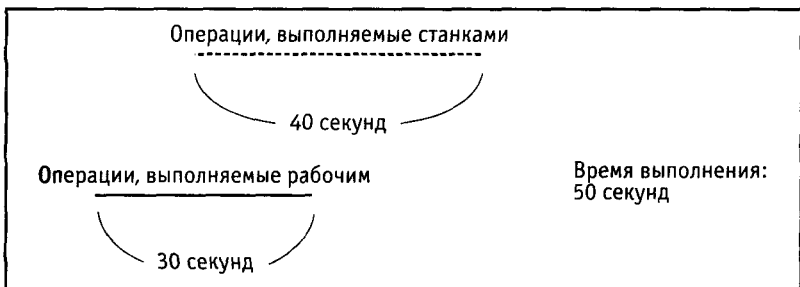 Операции, выполняемые станками
40 секунд
Операции, выполняемые рабочим
Время выполнения:
50 секунд
30 секунд